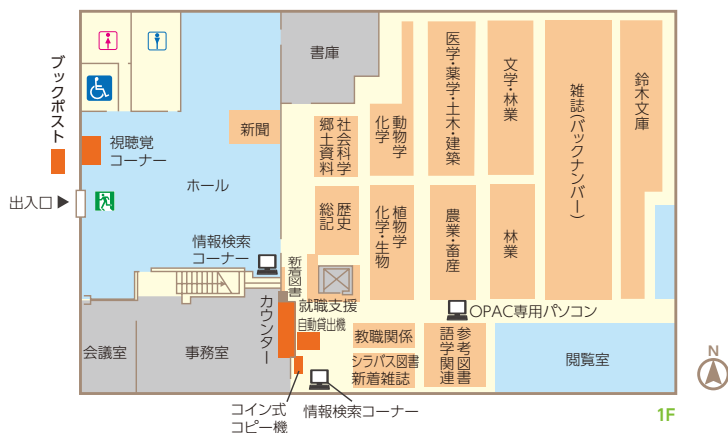 書庫
ブックポスト
視聴覚
コーナー
新聞
ホール
出入口 ▶
情報検索
コーナー
社会科学
郷土資料
動物学
化学
医学・薬学・土木・建築
文学・林業
雑誌(バックナンバー)
鈴木文庫
歴史
総記
植物学
化学・生物
農業・畜産
林業
新着図書
就職支援
自動貸出機
カウンター
OPAC専用パソコン
会議室
事務室
教職関係
シラバス図書
新着雑誌
参考図書
語学関連
閲覧室
コイン式
コピー機
情報検索コーナー
N
1F